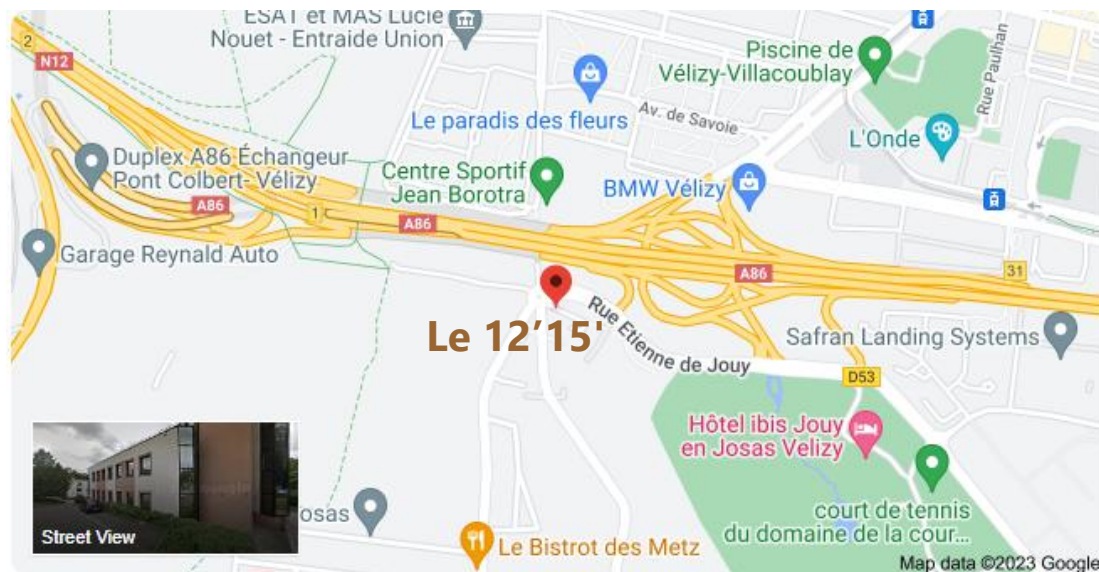 ESAT et MAS Lucie
Nouet - Entraide Union
2
N12
Piscine de
Vélizy-Villacoublay
Rue Paulhan
Le paradis des fleurs
Av. de Savoie
L'Onde
Duplex A86 Échangeur
Pont Colbert- Vélizy
Centre Sportif
Jean Borotra
BMW Vélizy
A86
1
A86
Garage Reynald Auto
A86
31
Le 12’15'
Rue Etienne de Jouy
Safran Landing Systems
D53
Hôtel ibis Jouy
en Josas Velizy
court de tennis
du domaine de la cour...
osas
Street View
Le Bistrot des Metz
Map data ©2023 Google